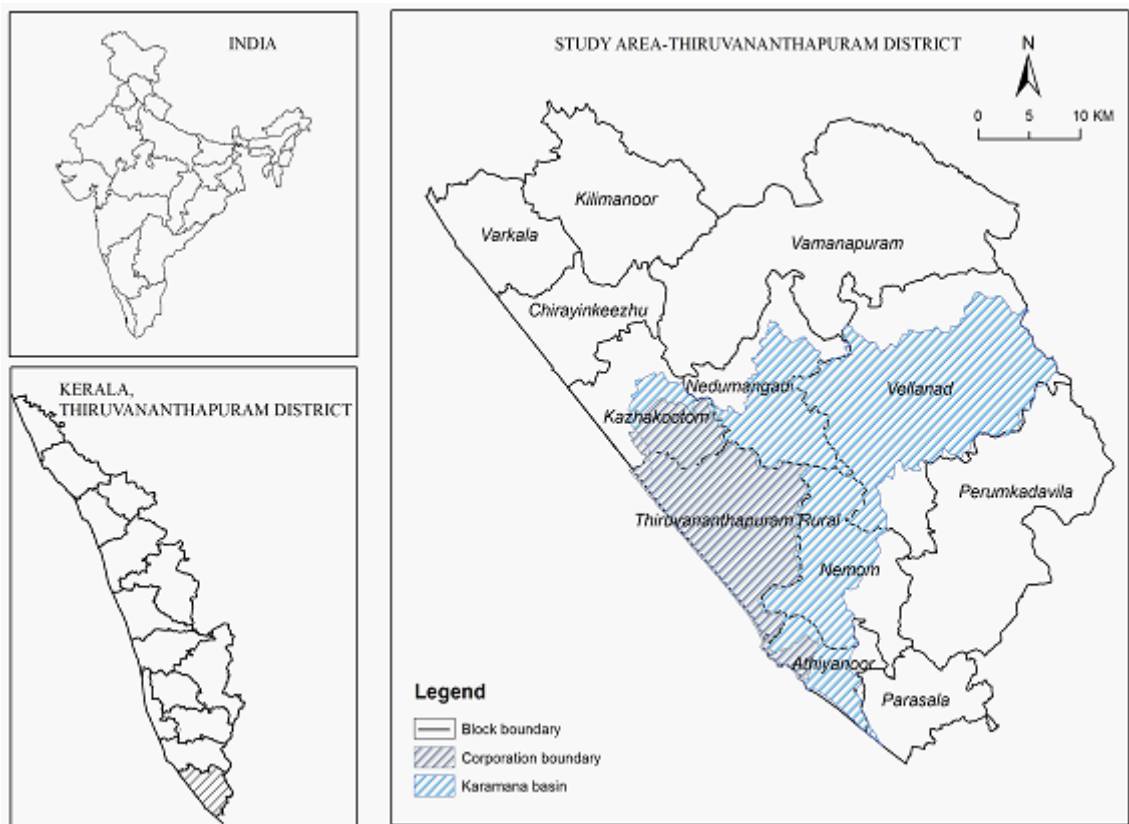 INDIA
KERALA,
THIRUVANANTHAPURAM DISTRICT
STUDY AREA-THIRUVANANTHAPURAM DISTRICT
N
0 5 10 KM
Kilimanoor
Varkala
Vamanapuram
Chirayinkeezhu
Nedumangad
Vellanad
Kazhakootom
Perumkadavila
Thiruvananthapuram Rural
Nemom
Athiyanoor
Parasala
Legend
Block boundary
Corporation boundary
Karamana basin